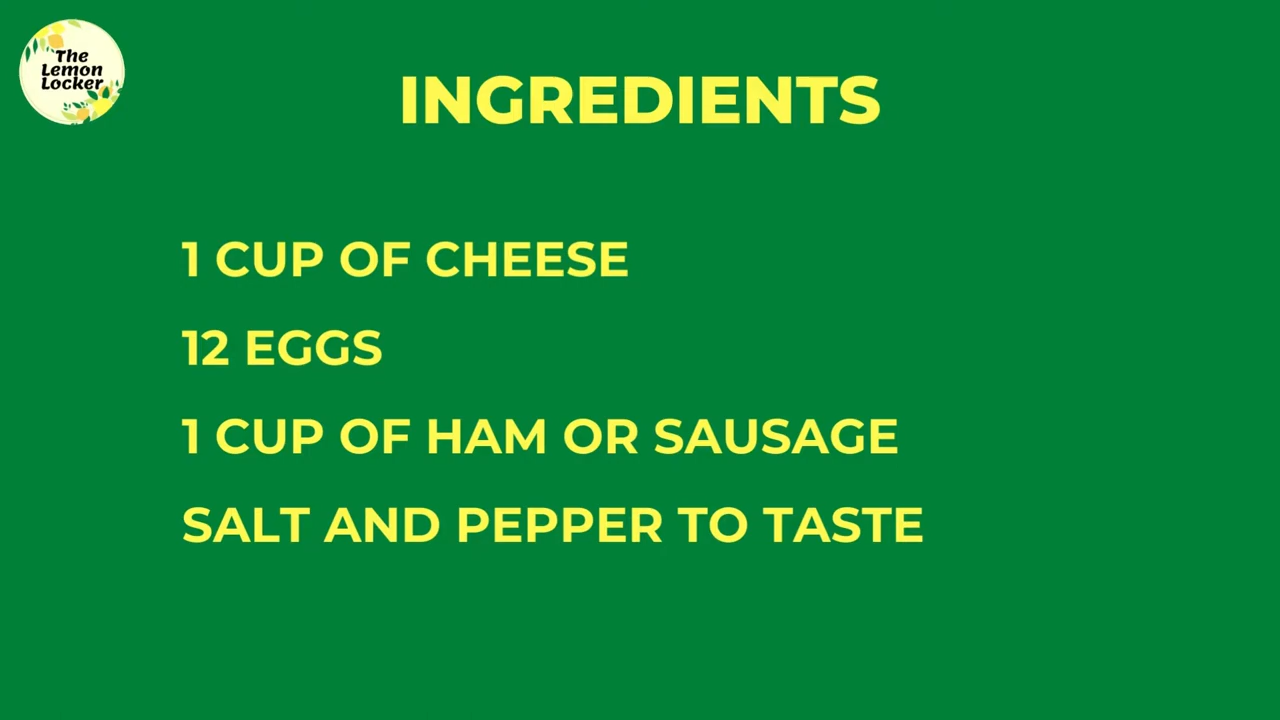 The
Lemon
Locker
INGREDIENTS
1 CUP OF CHEESE
12 EGGS
1 CUP OF HAM OR SAUSAGE
SALT AND PEPPER TO TASTE